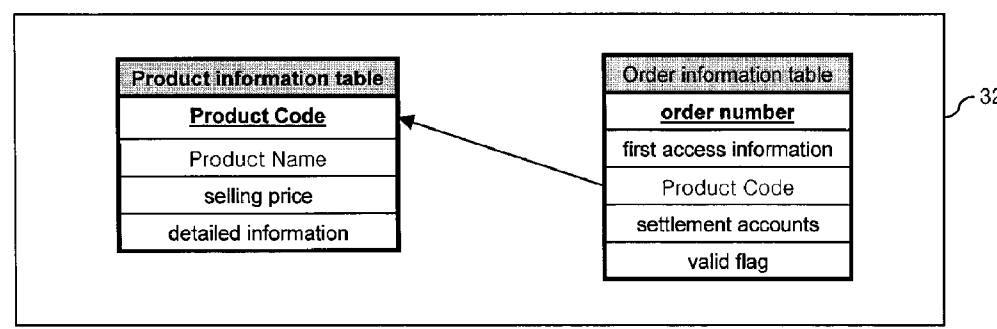 Product information table
Product Code
Product Name
selling price
detailed information
Order information table
order number
first access information
Product Code
settlement accounts
valid flag
32